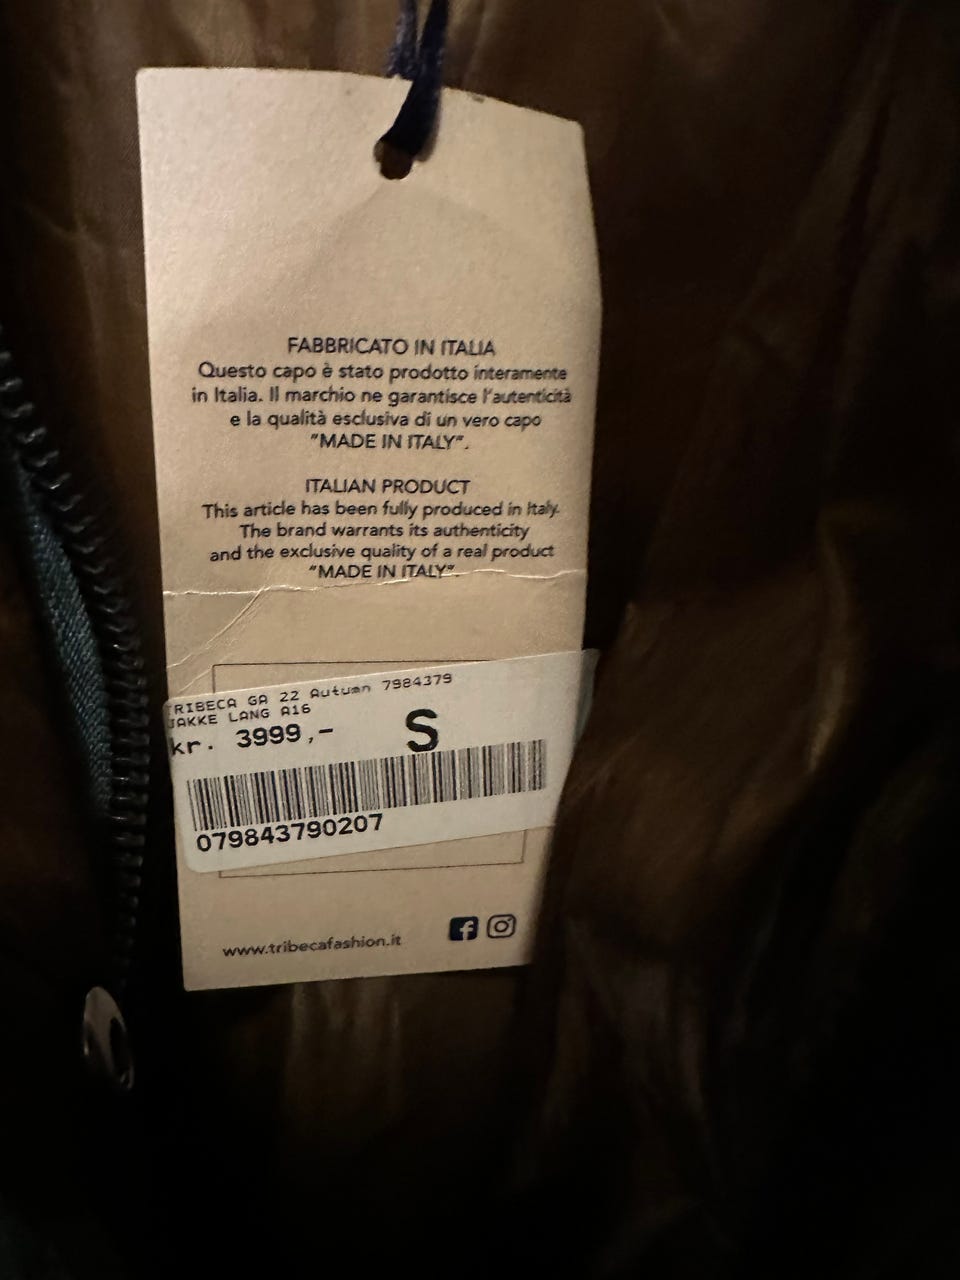 FABBRICATO IN ITALIA
Questo capo è stato prodotto interamente
in Italia. Il marchio ne garantisce l'autenticità
e la qualità esclusiva di un vero capo
"MADE IN ITALY".
ITALIAN PRODUCT
This article has been fully produced in Italy.
The brand warrants its authenticity
and the exclusive quality of a real product
"MADE IN ITALY".
TRIBECA GA 22 Autumn 7984379
JAKKE LANG A16
kr. 3999,- S
079843790207
www.tribecafashion.it